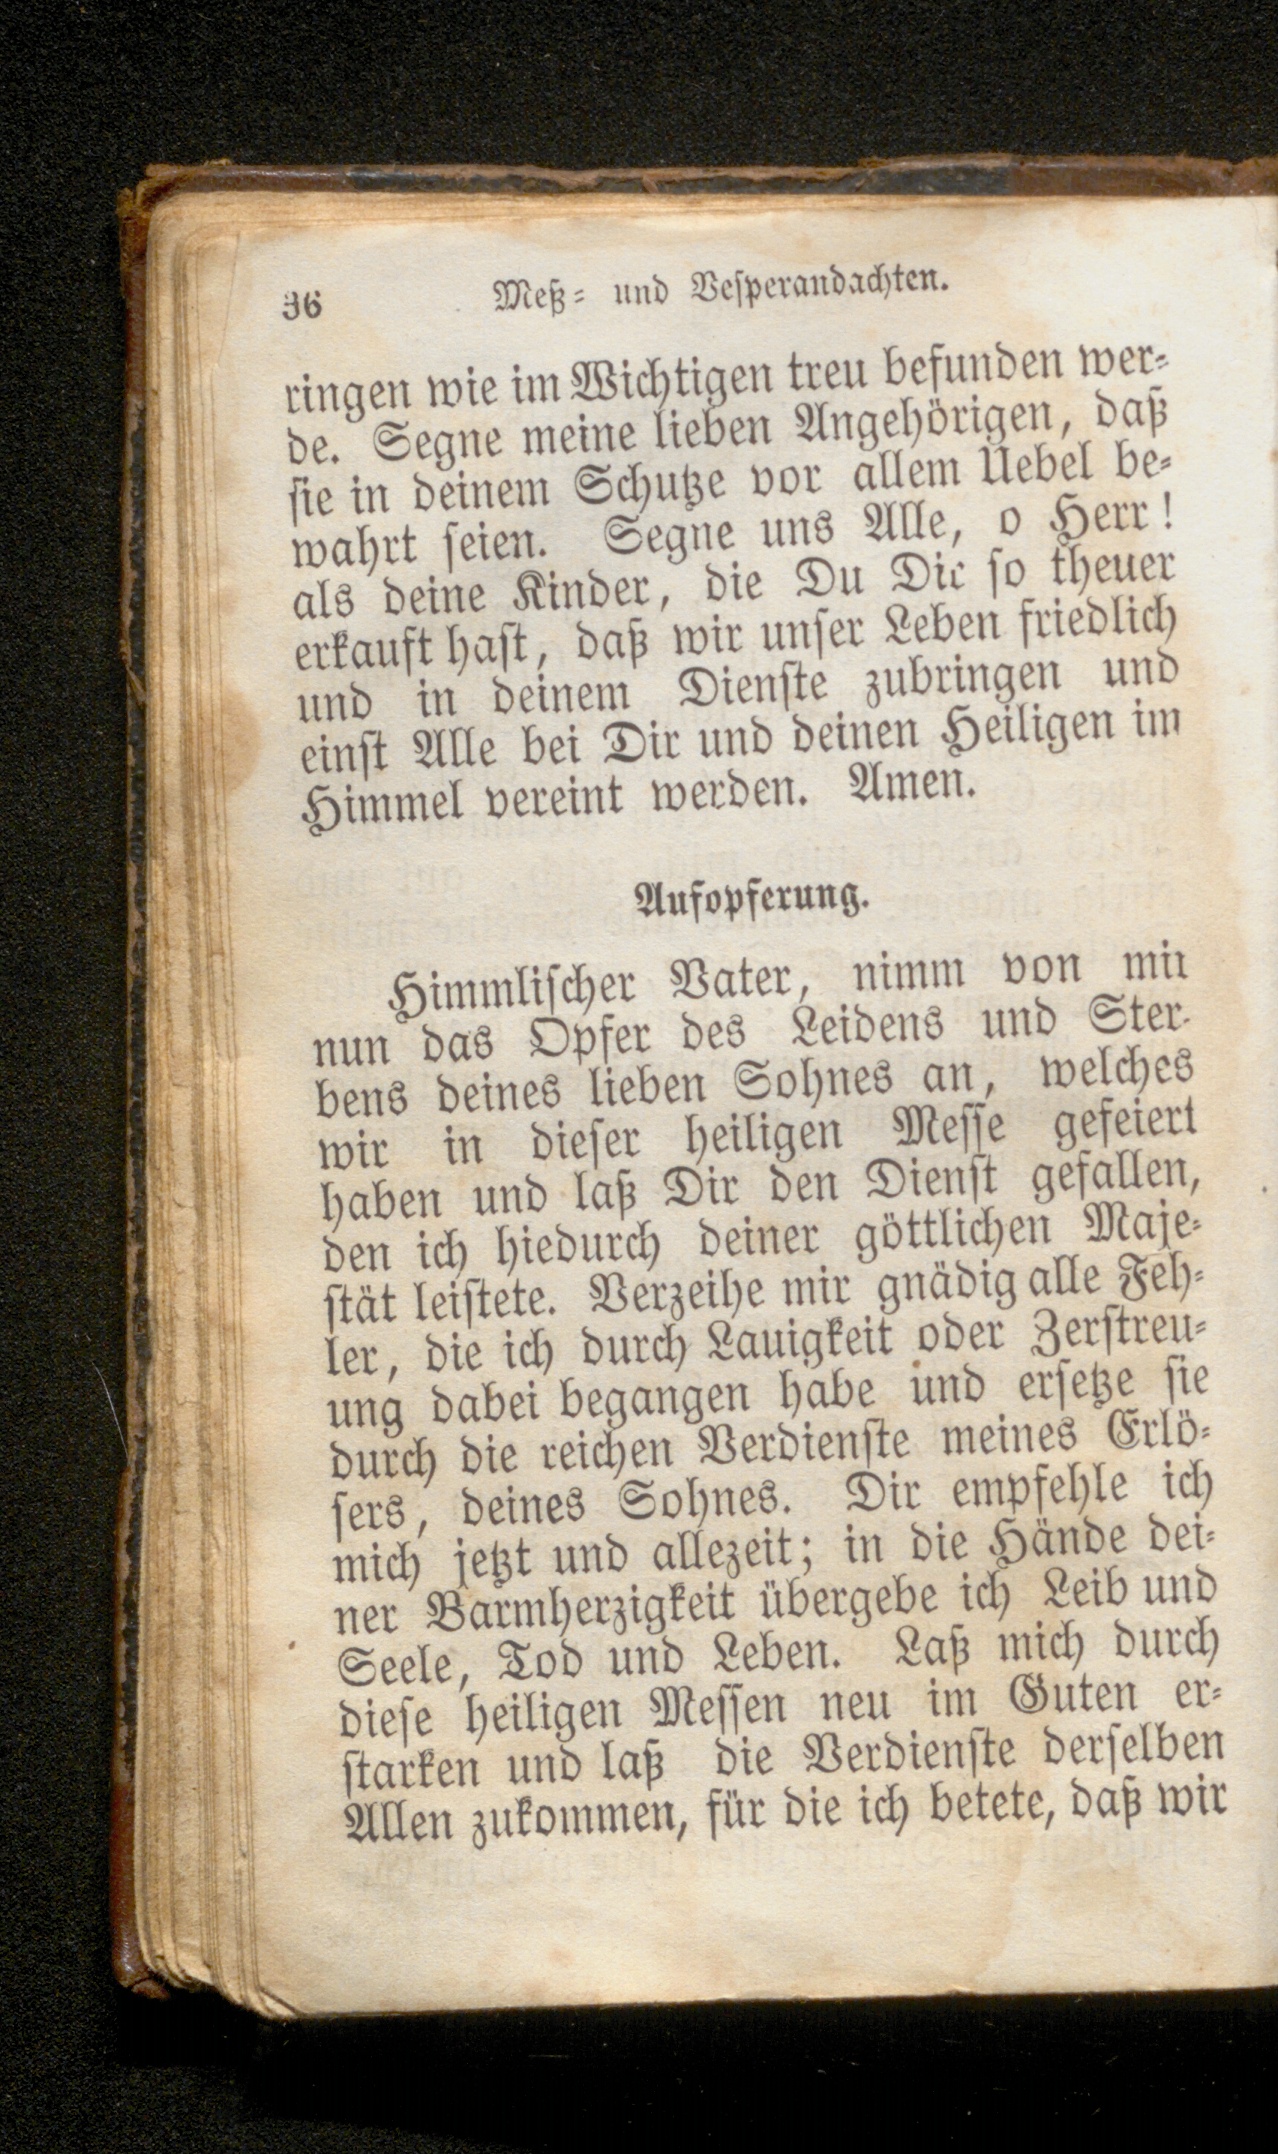 36 Meß- und Vesperandachten.
ringen wie im Wichtigen treu befunden wer-
de. Segne meine lieben Angehörigen, daß
sie in deinem Schutze vor allem Uebel be-
wahrt seien. Segne uns Alle, o Herr!
als deine Kinder, die Du Dir so theuer
erkauft hast, daß wir unser Leben friedlich
und in deinem Dienste zubringen und
einst Alle bei Dir und deinen Heiligen im
Himmel vereint werden. Amen.
Aufopferung.
Himmlischer Vater, nimm von mir
nun das Opfer des Leidens und Ster-
bens deines lieben Sohnes an, welches
wir in dieser heiligen Messe gefeiert
haben und laß Dir den Dienst gefallen,
den ich hiedurch deiner göttlichen Maje-
stät leistete. Verzeihe mir gnädig alle Feh-
ler, die ich durch Lauigkeit oder Zerstreu-
ung dabei begangen habe und ersetze sie
durch die reichen Verdienste meines Erlö-
sers, deines Sohnes. Dir empfehle ich
mich jetzt und allezeit; in die Hände dei-
ner Barmherzigkeit übergebe ich Leib und
Seele, Tod und Leben. Laß mich durch
diese heiligen Messen neu im Guten er-
starken und laß die Verdienste derselben
Allen zukommen, für die ich betete, daß wir